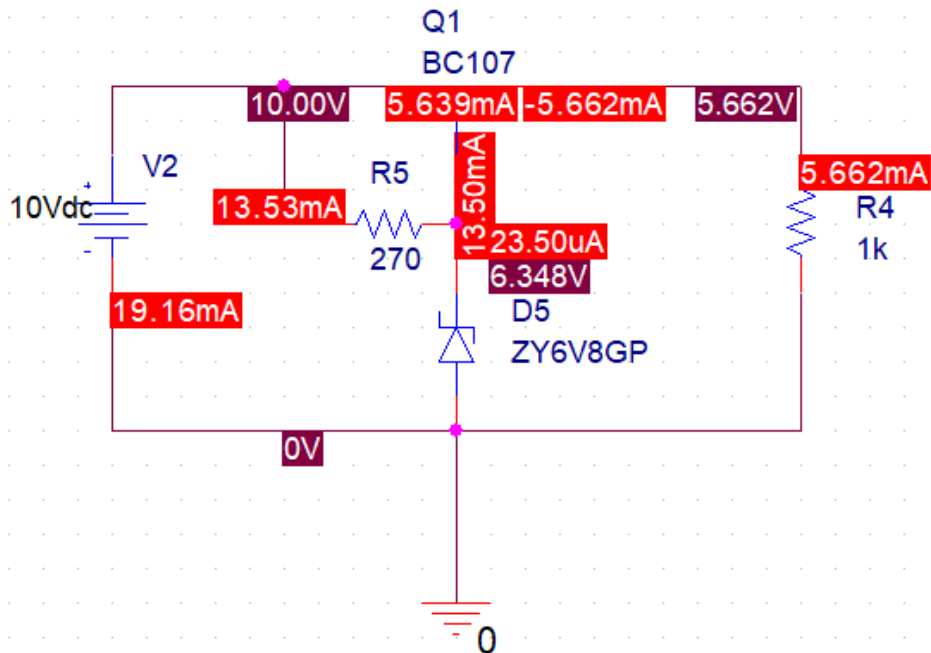 Q1
BC107
10.00V
5.639mA
-5.662mA
5.662V
V2
R5
13.50mA
5.662mA
10Vdc
13.53mA
R4
270
23.50uA
1k
6.348V
19.16mA
D5
ZY6V8GP
0V
0